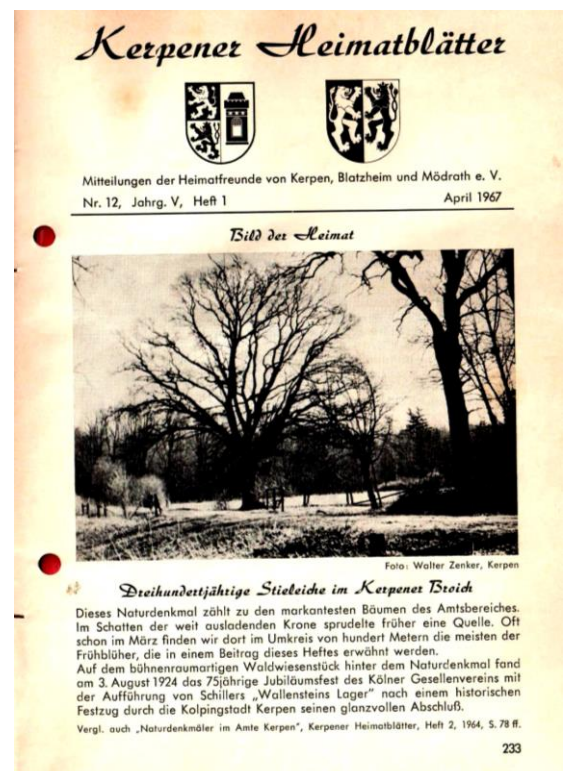 Kerpener Heimatblätter
Mitteilungen der Heimatfreunde von Kerpen, Blatzheim und Mödrath e. V.
Nr. 12, Jahrg. V, Heft 1 April 1967
Bild der Heimat
Foto: Walter Zenker, Kerpen
Dreihundertjährige Stieleiche im Kerpener Broich
Dieses Naturdenkmal zählt zu den markantesten Bäumen des Amtsbereiches.
Im Schatten der weit ausladenden Krone sprudelte früher eine Quelle. Oft
schon im März finden wir dort im Umkreis von hundert Metern die meisten der
Frühblüher, die in einem Beitrag dieses Heftes erwähnt werden.
Auf dem bühnenraumartigen Waldwiesenstück hinter dem Naturdenkmal fand
am 3. August 1924 das 75jährige Jubiläumsfest des Kölner Gesellenvereins mit
der Aufführung von Schillers „Wallensteins Lager" nach einem historischen
Festzug durch die Kolpingstadt Kerpen seinen glanzvollen Abschluß.
Vergl. auch „Naturdenkmäler im Amte Kerpen", Kerpener Heimatblätter, Heft 2, 1964, S. 78 ff.
233